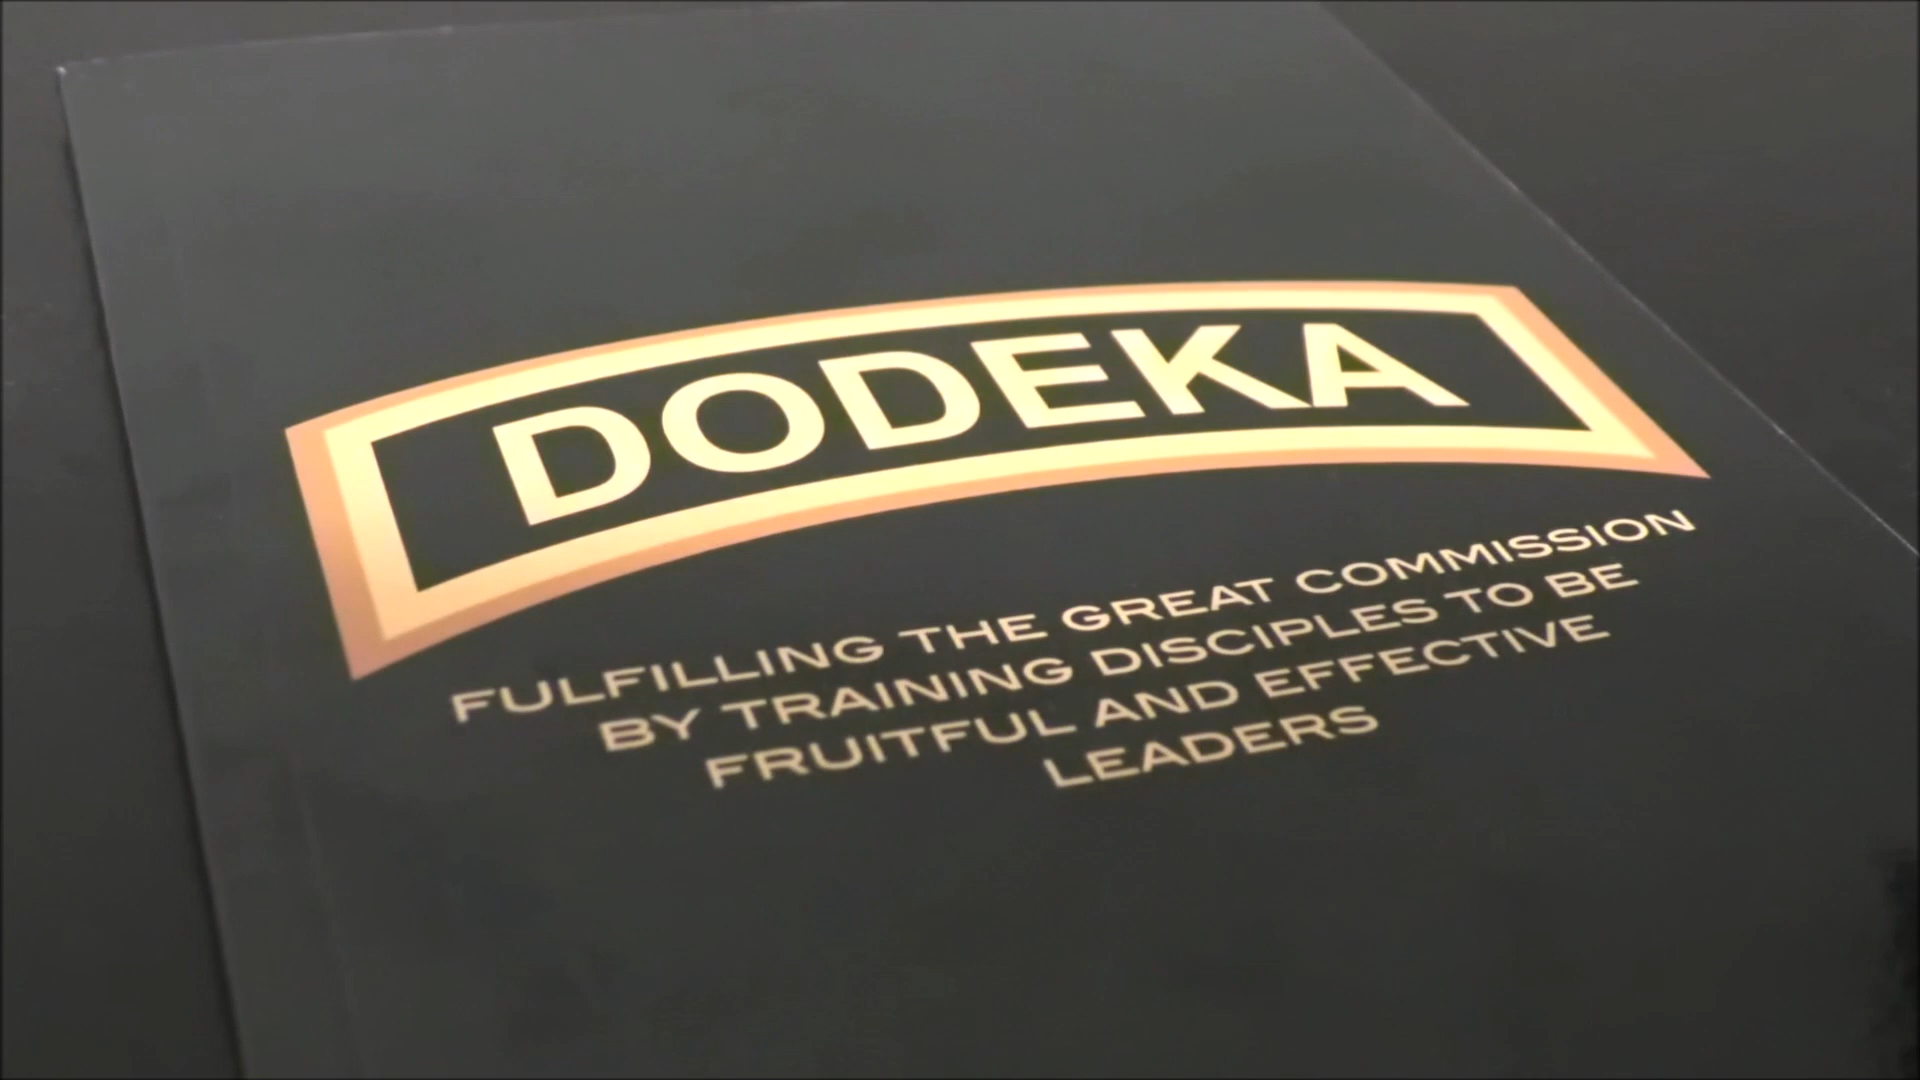 DODEKA
FULFILLING THE GREAT COMMISSION
BY TRAINING DISCIPLES TO BE
FRUITFUL AND EFFECTIVE
LEADERS